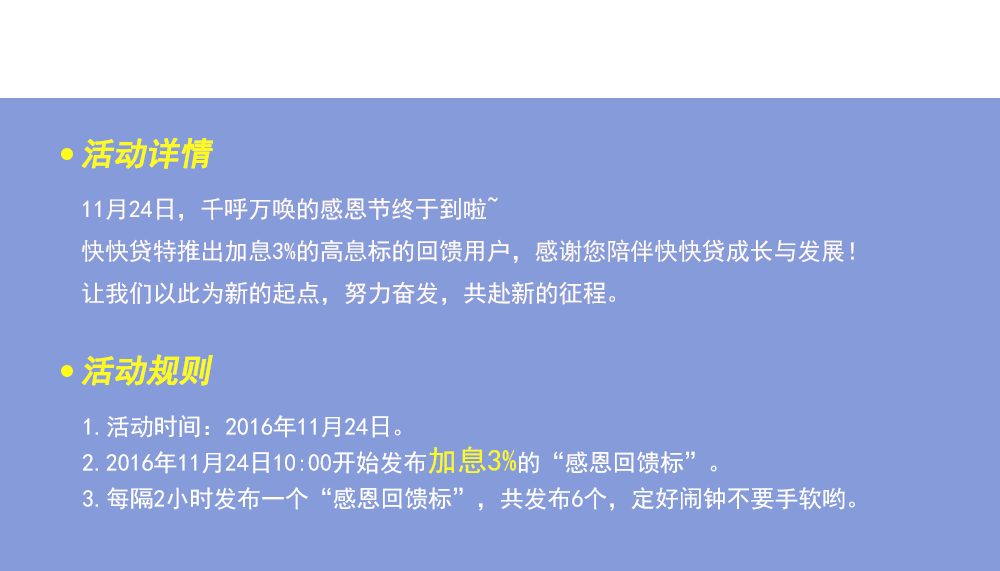 • 活动详情
11月24日，千呼万唤的感恩节终于到啦~
快快贷特推出加息3%的高息标的回馈用户，感谢您陪伴快快贷成长与发展！
让我们以此为新的起点，努力奋发，共赴新的征程。
• 活动规则
1. 活动时间：2016年11月24日。
2. 2016年11月24日10:00开始发布加息3%的“感恩回馈标”。
3. 每隔2小时发布一个“感恩回馈标”，共发布6个，定好闹钟不要手软哟。